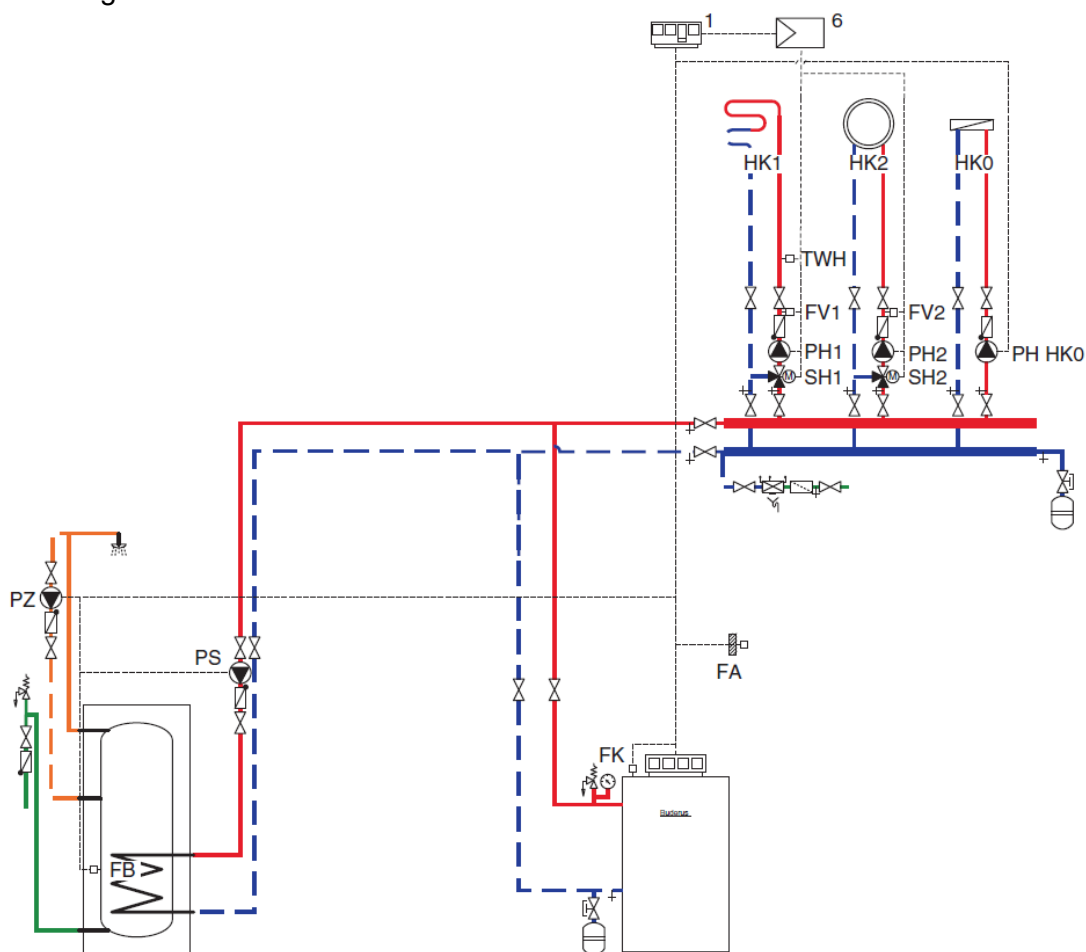 1
6
HK1
HK2
HK0
TWH
FV1
FV2
PH1
PH2
PH HK0
SH1
M
SH2
M
PZ
PS
FA
FK
Buderus
FB